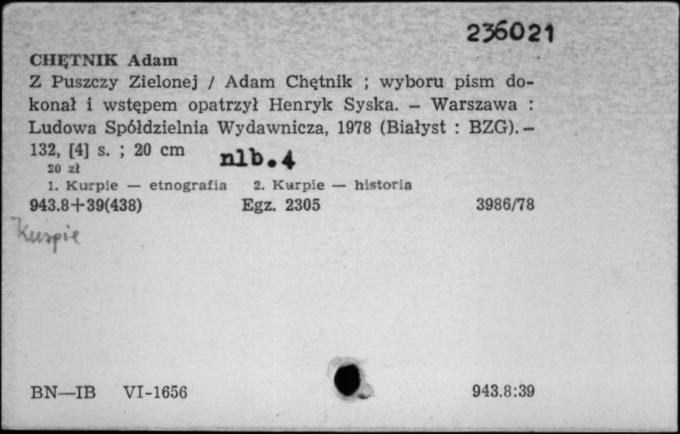 236021
CHĘTNIK Adam
Z Puszczy Zielonej / Adam Chętnik ; wyboru pism do-
konał i wstępem opatrzył Henryk Syska. – Warszawa :
Ludowa Spółdzielnia Wydawnicza, 1978 (Białyst : BZG). –
132, [4] s. ; 20 cm nlb. 4
20 zł
1. Kurpie — etnografia 2. Kurpie — historia
943.8+39(438) Egz. 2305 3986/78
Kurpie
BN—IB VI-1656 943.8:39